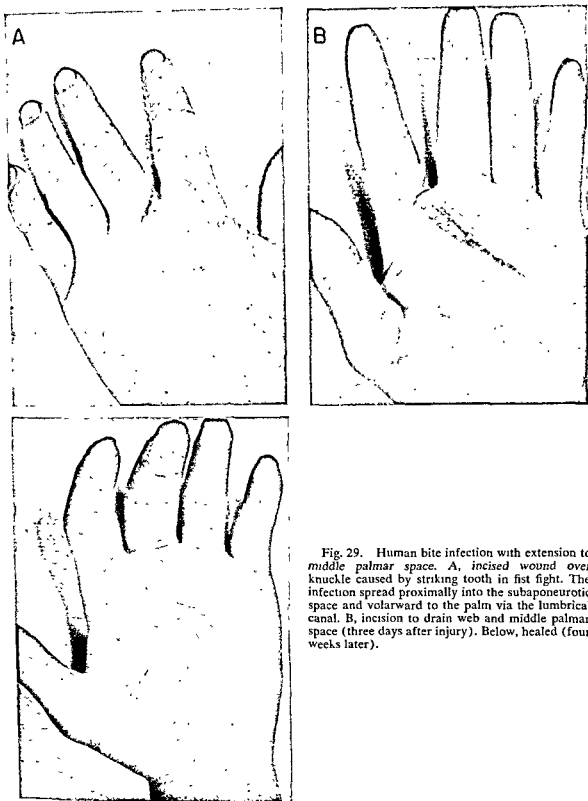 A
B
Fig. 29. Human bite infection with extension to
middle palmar space. A, incised wound over
knuckle caused by striking tooth in fist fight. The
infection spread proximally into the subaponeurotic
space and volarward to the palm via the lumbrical
canal. B, incision to drain web and middle palmar
space (three days after injury). Below, healed (four
weeks later).